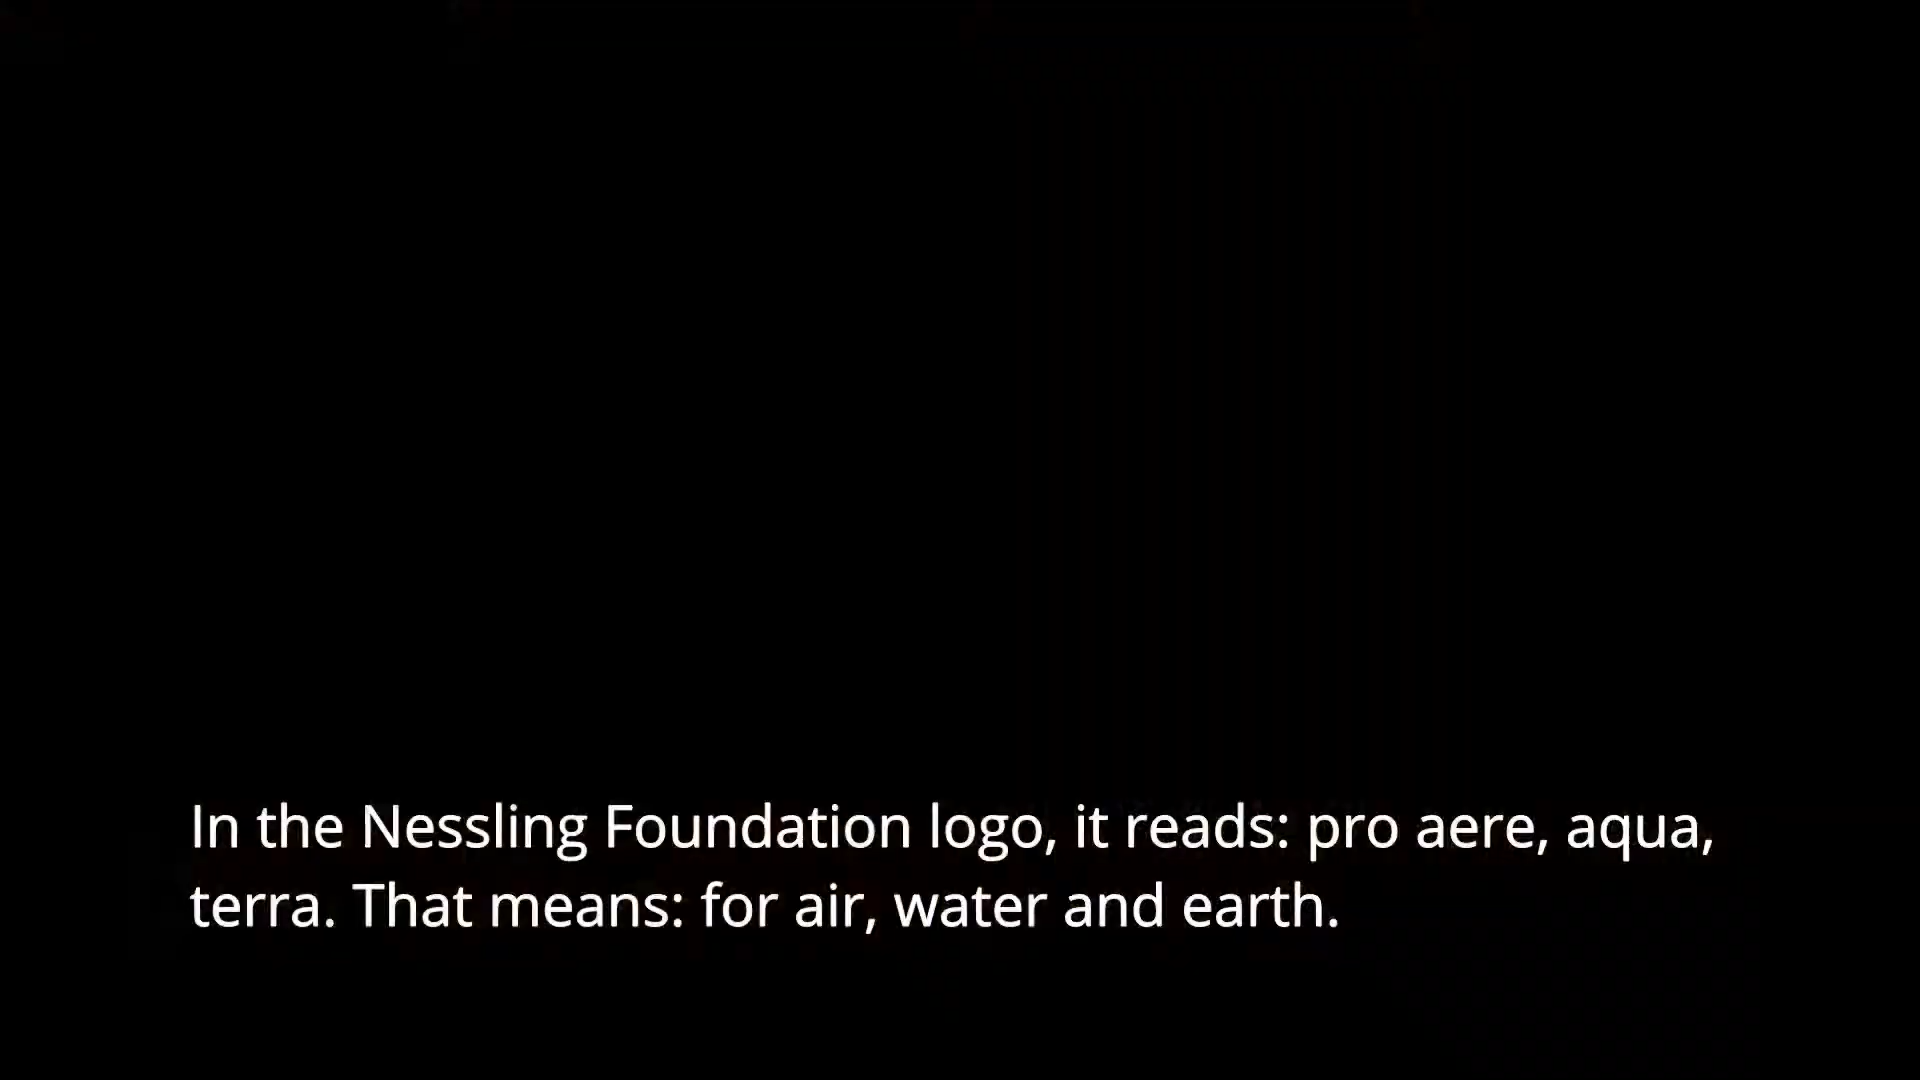 In the Nessling Foundation logo, it reads: pro aere, aqua,
terra. That means: for air, water and earth.